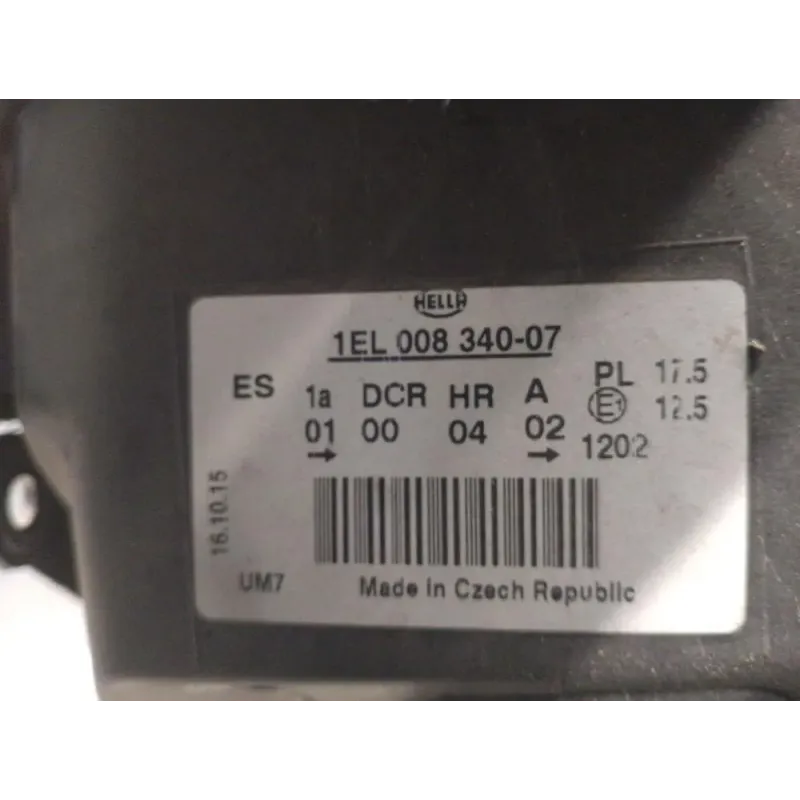 HELLA
1EL 008 340-07
ES 1a DCR HR A PL 17.5
01 00 04 02 E1 12.5
→ → 1202
16.10.15
UM7 Made in Czech Republic